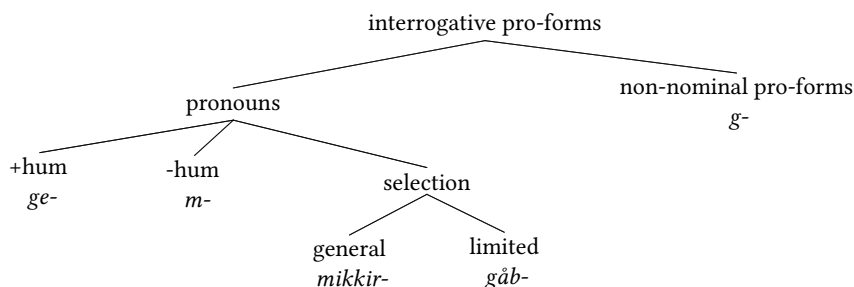 interrogative pro-forms
pronouns
non-nominal pro-forms
g-
+hum
ge-
-hum
m-
selection
general
mikkir-
limited
gåb-